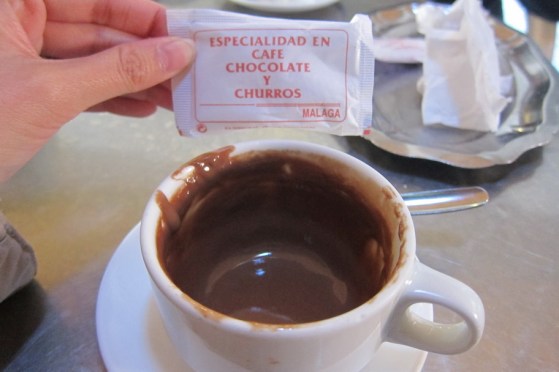 ESPECIALIDAD EN
CAFE
CHOCOLATE
Y
CHURROS
MALAGA